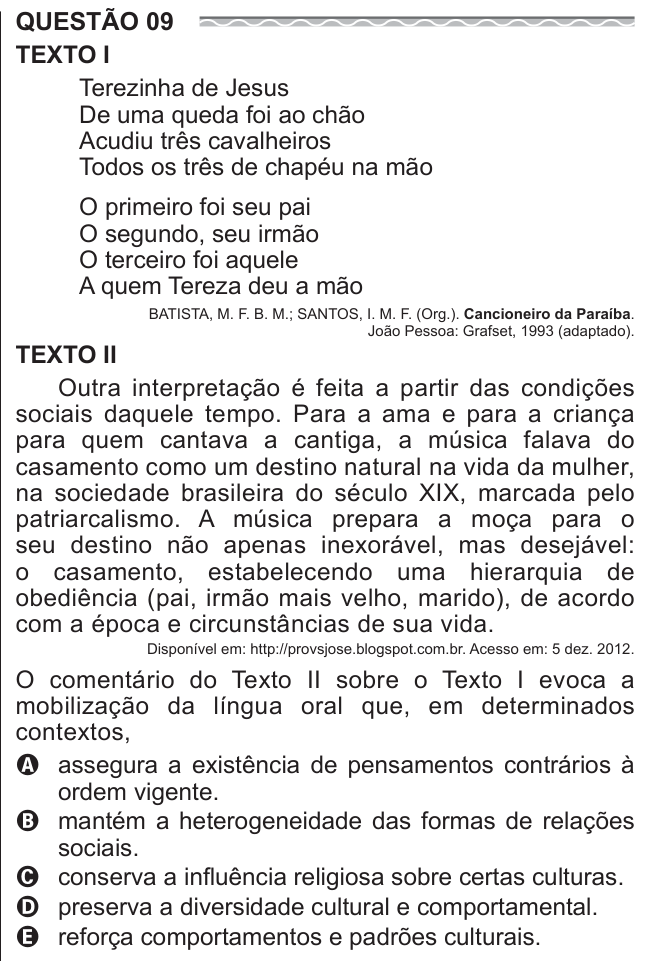 QUESTÃO 09
TEXTO I
Terezinha de Jesus
De uma queda foi ao chão
Acudiu três cavalheiros
Todos os três de chapéu na mão
O primeiro foi seu pai
O segundo, seu irmão
O terceiro foi aquele
A quem Tereza deu a mão
BATISTA, M. F. B. M.; SANTOS, I. M. F. (Org.). Cancioneiro da Paraíba.
João Pessoa: Grafset, 1993 (adaptado).
TEXTO II
Outra interpretação é feita a partir das condições
sociais daquele tempo. Para a ama e para a criança
para quem cantava a cantiga, a música falava do
casamento como um destino natural na vida da mulher,
na sociedade brasileira do século XIX, marcada pelo
patriarcalismo. A música prepara a moça para o
seu destino não apenas inexorável, mas desejável:
o casamento, estabelecendo uma hierarquia de
obediência (pai, irmão mais velho, marido), de acordo
com a época e circunstâncias de sua vida.
Disponível em: http://provsjose.blogspot.com.br. Acesso em: 5 dez. 2012.
O comentário do Texto II sobre o Texto I evoca a
mobilização da língua oral que, em determinados
contextos,
A assegura a existência de pensamentos contrários à
ordem vigente.
B mantém a heterogeneidade das formas de relações
sociais.
C conserva a influência religiosa sobre certas culturas.
D preserva a diversidade cultural e comportamental.
E reforça comportamentos e padrões culturais.